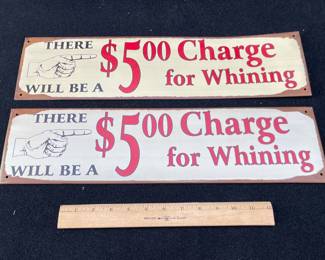 THERE
WILL BE A
$5.00 Charge
for Whining
THERE
WILL BE A
$5.00 Charge
for Whining